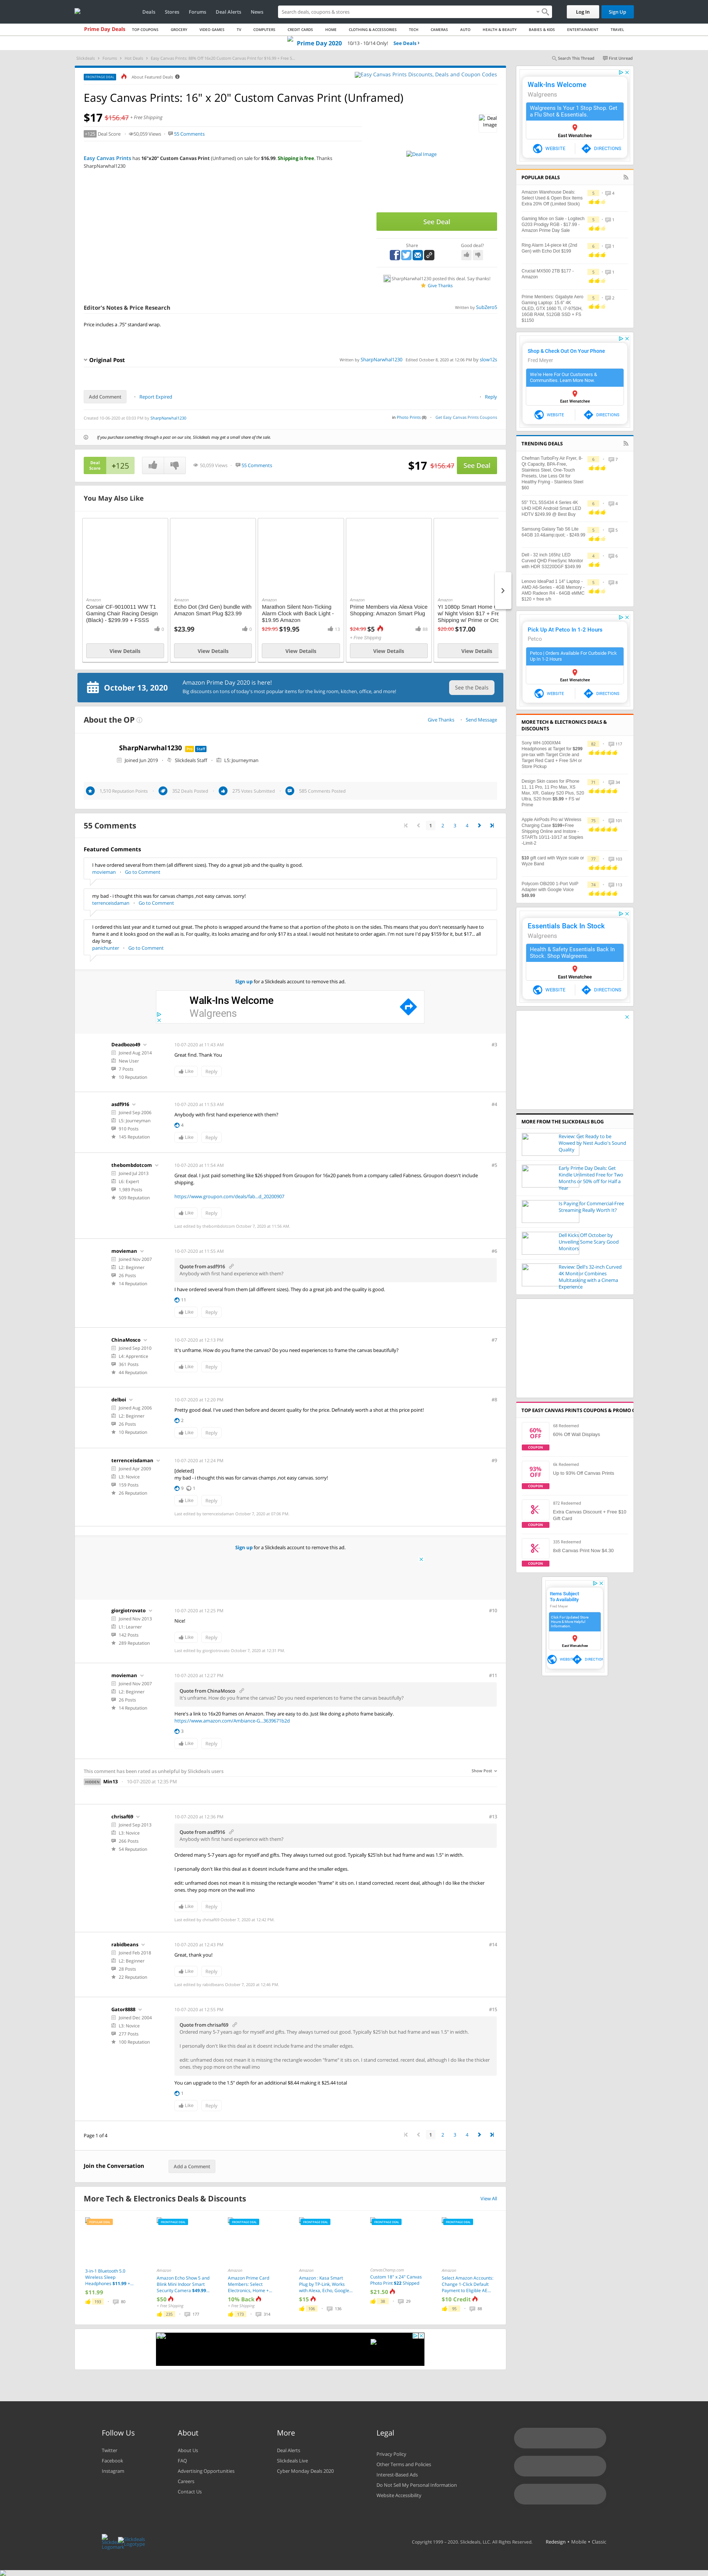 Deals Stores Forums Deal Alerts News
Search deals, coupons & stores
Log In Sign Up
Prime Day Deals TOP COUPONS GROCERY VIDEO GAMES TV COMPUTERS CREDIT CARDS HOME CLOTHING & ACCESSORIES TECH CAMERAS AUTO HEALTH & BEAUTY BABIES & KIDS ENTERTAINMENT TRAVEL
Prime Day 2020 10/13 - 10/14 Only! See Deals
Search This Thread First Unread
FRONTPAGE DEAL About Featured Deals
Easy Canvas Prints Discounts, Deals and Coupon Codes
Easy Canvas Prints: 16" x 20" Custom Canvas Print (Unframed)
$17 $156.47 + Free Shipping
+125 Deal Score 50,059 Views 55 Comments
Deal Image
Easy Canvas Prints has 16"x20" Custom Canvas Print (Unframed) on sale for $16.99. Shipping is free. Thanks
SharpNarwhal1230
Deal Image
See Deal
Share Good deal?
SharpNarwhal1230 posted this deal. Say thanks!
Give Thanks
Editor's Notes & Price Research
Written by SubZero5
Price includes a .75" standard wrap.
Original Post
Written by SharpNarwhal1230 Edited October 8, 2020 at 12:06 PM by slow12s
Add Comment Report Expired Reply
Created 10-06-2020 at 03:03 PM by SharpNarwhal1230
in Photo Prints Get Easy Canvas Prints Coupons
If you purchase something through a post on our site, Slickdeals may get a small share of the sale.
Deal Score +125 50,059 Views 55 Comments
$17 $156.47 See Deal
You May Also Like
Amazon
Corsair CF-9010011 WW T1 Gaming Chair Racing Design (Black) - $299.99 + FSSS
View Details
Amazon
Echo Dot (3rd Gen) bundle with Amazon Smart Plug $23.99
$23.99
View Details
Amazon
Marathon Silent Non-Ticking Alarm Clock with Back Light - $19.95 Amazon
$29.95 $19.95
View Details
Amazon
Prime Members via Alexa Voice Shopping: Amazon Smart Plug
$24.99 $5
+ Free Shipping
View Details
Amazon
YI 1080p Smart Home
w/ Night Vision $17 + Fre
Shipping w/ Prime or Or
$20.00 $17.00
View Details
October 13, 2020
Amazon Prime Day 2020 is here!
Big discounts on tons of today's most popular items for the living room, kitchen, office, and more!
See the Deals
About the OP
Give Thanks Send Message
SharpNarwhal1230 Pro Staff
Joined Jun 2019 Slickdeals Staff L5: Journeyman
1,510 Reputation Points 352 Deals Posted 275 Votes Submitted 585 Comments Posted
55 Comments
1 2 3 4
Featured Comments
I have ordered several from them (all different sizes). They do a good job and the quality is good.
movieman Go to Comment
my bad - i thought this was for canvas champs ,not easy canvas. sorry!
terrenceisdaman Go to Comment
I ordered this last year and it turned out great. The photo is wrapped around the frame so that a portion of the photo is on the sides. This means that you don't necessarily have to
frame it and it looks good on the wall as is. For quality, its looks amazing and for only $17 its a steal. I would not hesitate to order again. I'm not sure I'd pay $159 for it, but $17... all
day long.
panichunter Go to Comment
Sign up for a Slickdeals account to remove this ad.
Walk-Ins Welcome
Walgreens
Deadbozo49
Joined Aug 2014
New User
7 Posts
10 Reputation
10-07-2020 at 11:43 AM #3
Great find. Thank You
Like Reply
asdf916
Joined Sep 2006
L5: Journeyman
910 Posts
145 Reputation
10-07-2020 at 11:53 AM #4
Anybody with first hand experience with them?
4
Like Reply
thebombdotcom
Joined Jul 2013
L6: Expert
1,989 Posts
599 Reputation
10-07-2020 at 11:54 AM #5
Great deal. I just paid something like $26 shipped from Groupon for 16x20 panels from a company called Fabness. Groupon doesn't include
shipping.
https://www.groupon.com/deals/fab...d_20200907
Like Reply
Last edited by thebombdotcom October 7, 2020 at 11:56 AM.
movieman
Joined Nov 2007
L2: Beginner
26 Posts
14 Reputation
10-07-2020 at 11:55 AM #6
Quote from asdf916
Anybody with first hand experience with them?
I have ordered several from them (all different sizes). They do a good job and the quality is good.
11
Like Reply
ChinaMosco
Joined Sep 2015
L4: Apprentice
361 Posts
44 Reputation
10-07-2020 at 12:13 PM #7
It's unframe. How do you frame the canvas? Do you need experiences to frame the canvas beautifully?
Like Reply
delboi
Joined Aug 2006
L2: Beginner
26 Posts
10 Reputation
10-07-2020 at 12:20 PM #8
Pretty good deal. I've used them before and decent quality for the price. Definately worth a shot at this price point!
2
Like Reply
terrenceisdaman
Joined Apr 2009
L3: Novice
159 Posts
26 Reputation
10-07-2020 at 12:24 PM #9
[deleted]
my bad - i thought this was for canvas champs ,not easy canvas. sorry!
Like Reply
Last edited by terrenceisdaman October 7, 2020 at 07:08 PM.
Sign up for a Slickdeals account to remove this ad.
giorgiotrovato
Joined Nov 2013
L1: Learner
142 Posts
289 Reputation
10-07-2020 at 12:25 PM #10
Nice!
Like Reply
Last edited by giorgiotrovato October 7, 2020 at 12:31 PM.
movieman
Joined Nov 2007
L2: Beginner
26 Posts
14 Reputation
10-07-2020 at 12:27 PM #11
Quote from ChinaMosco
It's unframe. How do you frame the canvas? Do you need experiences to frame the canvas beautifully?
Here's a link to 16x20 frames on Amazon. They are easy to do. Just like doing a photo frame basically.
https://www.amazon.com/Ambiance-G...3639671b2d
3
Like Reply
This comment has been rated as unhelpful by Slickdeals users
Show Post
HIDDEN Min13 10-07-2020 at 12:35 PM
chrisaf69
Joined Sep 2013
L3: Novice
266 Posts
54 Reputation
10-07-2020 at 12:36 PM #13
Quote from asdf916
Anybody with first hand experience with them?
Ordered many 5-7 years ago for myself and gifts. They always turned out good. Typically $25'ish but had frame and was 1.5" in width.
I personally don't like this deal as it doesnt include frame and the smaller edges.
edit: unframed does not mean it is missing the rectangle wooden "frame" it sits on. I stand corrected. recent deal, although I do like the thicker
ones. they pop more on the wall imo
Like Reply
Last edited by chrisaf69 October 7, 2020 at 12:42 PM.
rabidbeans
Joined Feb 2018
L2: Beginner
28 Posts
22 Reputation
10-07-2020 at 12:45 PM #14
Great, thank you!
Like Reply
Last edited by rabidbeans October 7, 2020 at 12:46 PM.
Gator8888
Joined Dec 2004
L3: Novice
277 Posts
100 Reputation
10-07-2020 at 12:55 PM #15
Quote from chrisaf69
Ordered many 5-7 years ago for myself and gifts. They always turned out good. Typically $25'ish but had frame and was 1.5" in width.
I personally don't like this deal as it doesnt include frame and the smaller edges.
edit: unframed does not mean it is missing the rectangle wooden "frame" it sits on. I stand corrected. recent deal, although I do like the thicker
ones. they pop more on the wall imo
You can upgrade to the 1.5" depth for an additional $8.44 making it $25.44 total
1
Like Reply
Page 1 of 4
1 2 3 4
Join the Conversation Add a Comment
More Tech & Electronics Deals & Discounts View All
3-in-1 Bluetooth 5.0 Wireless Sleep Headphones $11.99 +...
$11.99
Amazon
Amazon Echo Show 5 and Blink Mini Indoor Smart Security Camera $49.99...
$50
+ Free Shipping
Amazon
Amazon Prime Card Members: Select Electronics, Home +...
10% Back
+ Free Shipping
Amazon
Amazon : Kasa Smart Plug by TP-Link, Works with Alexa, Echo, Google...
$15
CanvasChamp.com
Custom 18" x 24" Canvas Photo Print $22 Shipped
$21.50
Amazon
Select Amazon Accounts: Change 1-Click Default Payment to Eligible AE...
$10 Credit
Walk-Ins Welcome
Walgreens
Walgreens Is Your 1 Stop Shop. Get a Flu Shot & Essentials.
East Wenatchee
WEBSITE DIRECTIONS
POPULAR DEALS
Amazon Warehouse Deals: Select Used & Open Box Items Extra 20% Off (Limited Stock)
Gaming Mice on Sale - Logitech G203 Prodigy RGB - $17.99 - Amazon Prime Day Sale
Ring Alarm 14-piece kit (2nd Gen) with Echo Dot $199
Crucial MX500 2TB $177 - Amazon
Prime Members: Gigabyte Aero Gaming Laptop: 15.6" 4K OLED, GTX 1660 Ti, i7-9750H, 16GB RAM, 512GB SSD + FS $1150
Shop & Check Out On Your Phone
Fred Meyer
We're Here For Our Customers & Communities. Learn More Now.
East Wenatchee
WEBSITE DIRECTIONS
TRENDING DEALS
Chefman TurboFry Air Fryer, 8-Qt Capacity, BPA-Free, Stainless Steel, One-Touch Presets, Use Less Oil for Healthy Frying - Stainless Steel $60
55" TCL 55S434 4 Series 4K UHD HDR Android Smart LED HDTV $249.99 @ Best Buy
Samsung Galaxy Tab S6 Lite 64GB 10.4&quot; - $249.99
Dell - 32 inch 165hz LED Curved QHD FreeSync Monitor with HDR S3220DGF $349.99
Lenovo IdeaPad 1 14" Laptop - AMD A6-Series - 4GB Memory - AMD Radeon R4 - 64GB eMMC $120 + free s/h
Pick Up At Petco In 1-2 Hours
Petco
Petco | Orders Available For Curbside Pick Up In 1-2 Hours
East Wenatchee
WEBSITE DIRECTIONS
MORE TECH & ELECTRONICS DEALS & DISCOUNTS
Design Skin cases for iPhone 11, 11 Pro, 11 Pro Max, XS Max, XR, Galaxy S20 Plus, S20 Ultra, S20 from $5.99 + FS w/ Prime
Apple AirPods Pro w/ Wireless Charging Case $199+Free Shipping Online and Instore - STARTs 10/11-10/17 at Staples -Limit-2
$10 gift card with Wyze scale or Wyze Band
Polycom OBi200 1-Port VoIP Adapter with Google Voice $49.99
Essentials Back In Stock
Walgreens
Health & Safety Essentials Back In Stock. Shop Walgreens.
East Wenatchee
WEBSITE DIRECTIONS
MORE FROM THE SLICKDEALS BLOG
Review: Get Ready to be Wowed by Nest Audio's Sound Quality
Early Prime Day Deals: Get Kindle Unlimited Free for Two Months or 50% off for Half a Year
Is Paying for Commercial-Free Streaming Really Worth It?
Dell Kicks Off October by Unveiling Some Scary Good Monitors
Review: Dell's 32-inch Curved 4K Monitor Combines Multitasking with a Cinema Experience
TOP EASY CANVAS PRINTS COUPONS & PROMO C
60% OFF COUPON
68 Redeemed
60% Off Wall Displays
93% OFF COUPON
6k Redeemed
Up to 93% Off Canvas Prints
COUPON
972 Redeemed
Extra Canvas Discount + Free $10 Gift Card
COUPON
335 Redeemed
8x8 Canvas Print Now $4.30
Items Subject To Availability
Fred Meyer
East Wenatchee
Follow Us
Twitter
Facebook
Instagram
About
About Us
FAQ
Advertising Opportunities
Careers
Contact Us
More
Deal Alerts
Slickdeals Live
Cyber Monday Deals 2020
Legal
Privacy Policy
Other Terms and Policies
Interest-Based Ads
Do Not Sell My Personal Information
Website Accessibility
Copyright 1999 - 2020. Slickdeals, LLC. All Rights Reserved. Redesign • Mobile • Classic